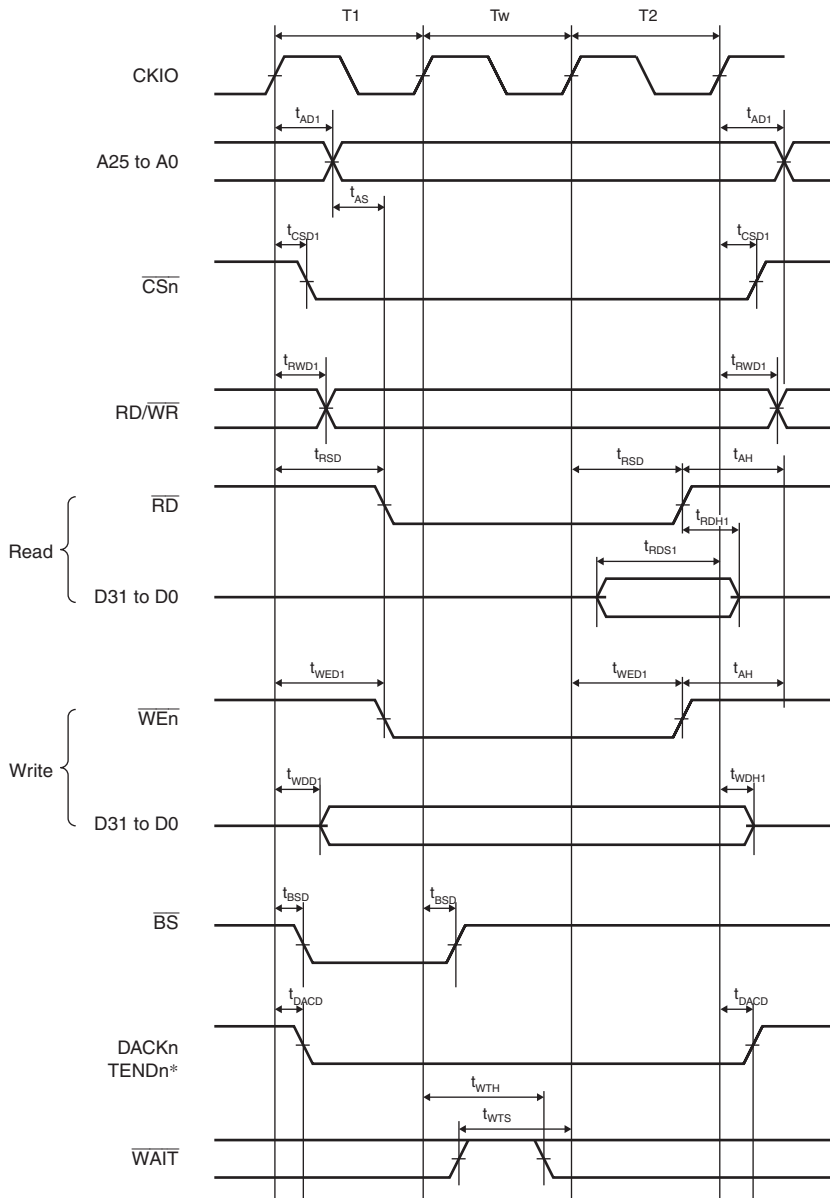 T1 Tw T2
CKIO
tAD1 tAD1
A25 to A0
tAS
tCSD1 tCSD1
CSn
tRWD1 tRWD1
RD/WR
tRSD tRSD tAH
RD
tRDH1
Read
tRDS1
D31 to D0
tWED1 tWED1 tAH
WEn
Write
tWDD1 tWDH1
D31 to D0
tBSD tBSD
BS
tDACD tDACD
DACKn
TENDn*
tWTH
tWTS
WAIT